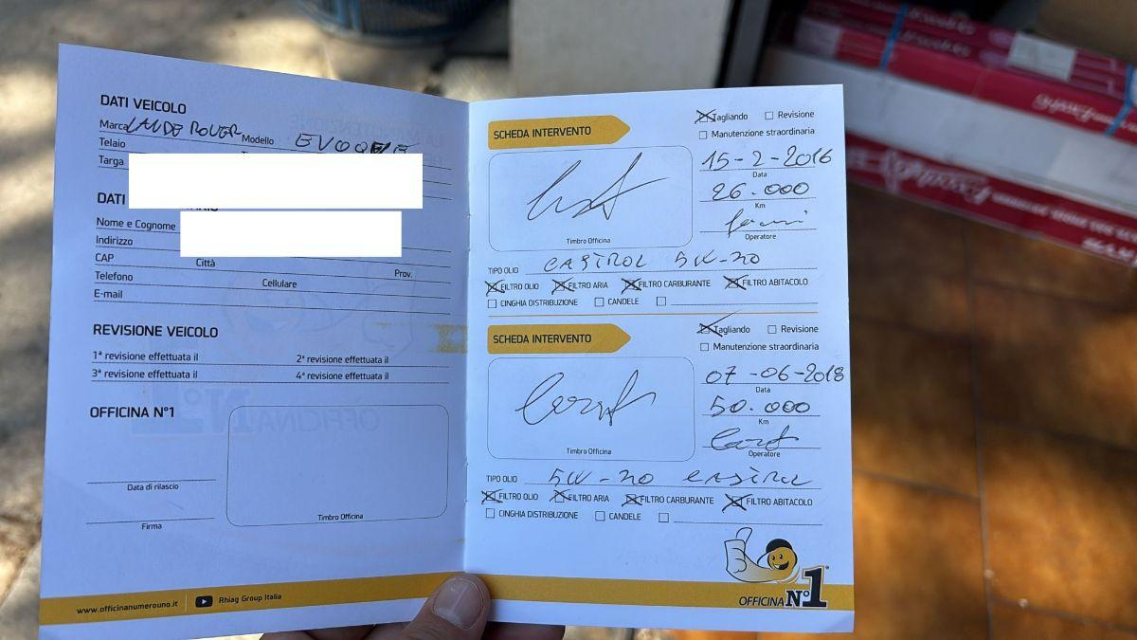 DATI VEICOLO
Marca LANDE ROVER Modello EVOQUE
Telaio
Targa
DATI
Nome e Cognome
Indirizzo
CAP Città Prov.
Telefono Cellulare
E-mail
REVISIONE VEICOLO
1ª revisione effettuata il 2ª revisione effettuata il
3ª revisione effettuata il 4ª revisione effettuata il
OFFICINA N°1
Data di rilascio
Firma
Timbro Officina
www.officinanumerouno.it Rhiag Group Italia
SCHEDA INTERVENTO
Tagliando Revisione
Manutenzione straordinaria
15-2-2016
Data
26.000
Km
Operatore
Timbro Officina
TIPO OLIO CASTROL 5W-20
FILTRO OLIO FILTRO ARIA FILTRO CARBURANTE FILTRO ABITACOLO
CINGHIA DISTRIBUZIONE CANDELE
SCHEDA INTERVENTO
Tagliando Revisione
Manutenzione straordinaria
07-06-2018
Data
50.000
Km
Operatore
Timbro Officina
TIPO OLIO 5W-20 CASTROL
FILTRO OLIO FILTRO ARIA FILTRO CARBURANTE FILTRO ABITACOLO
CINGHIA DISTRIBUZIONE CANDELE
OFFICINA N°1